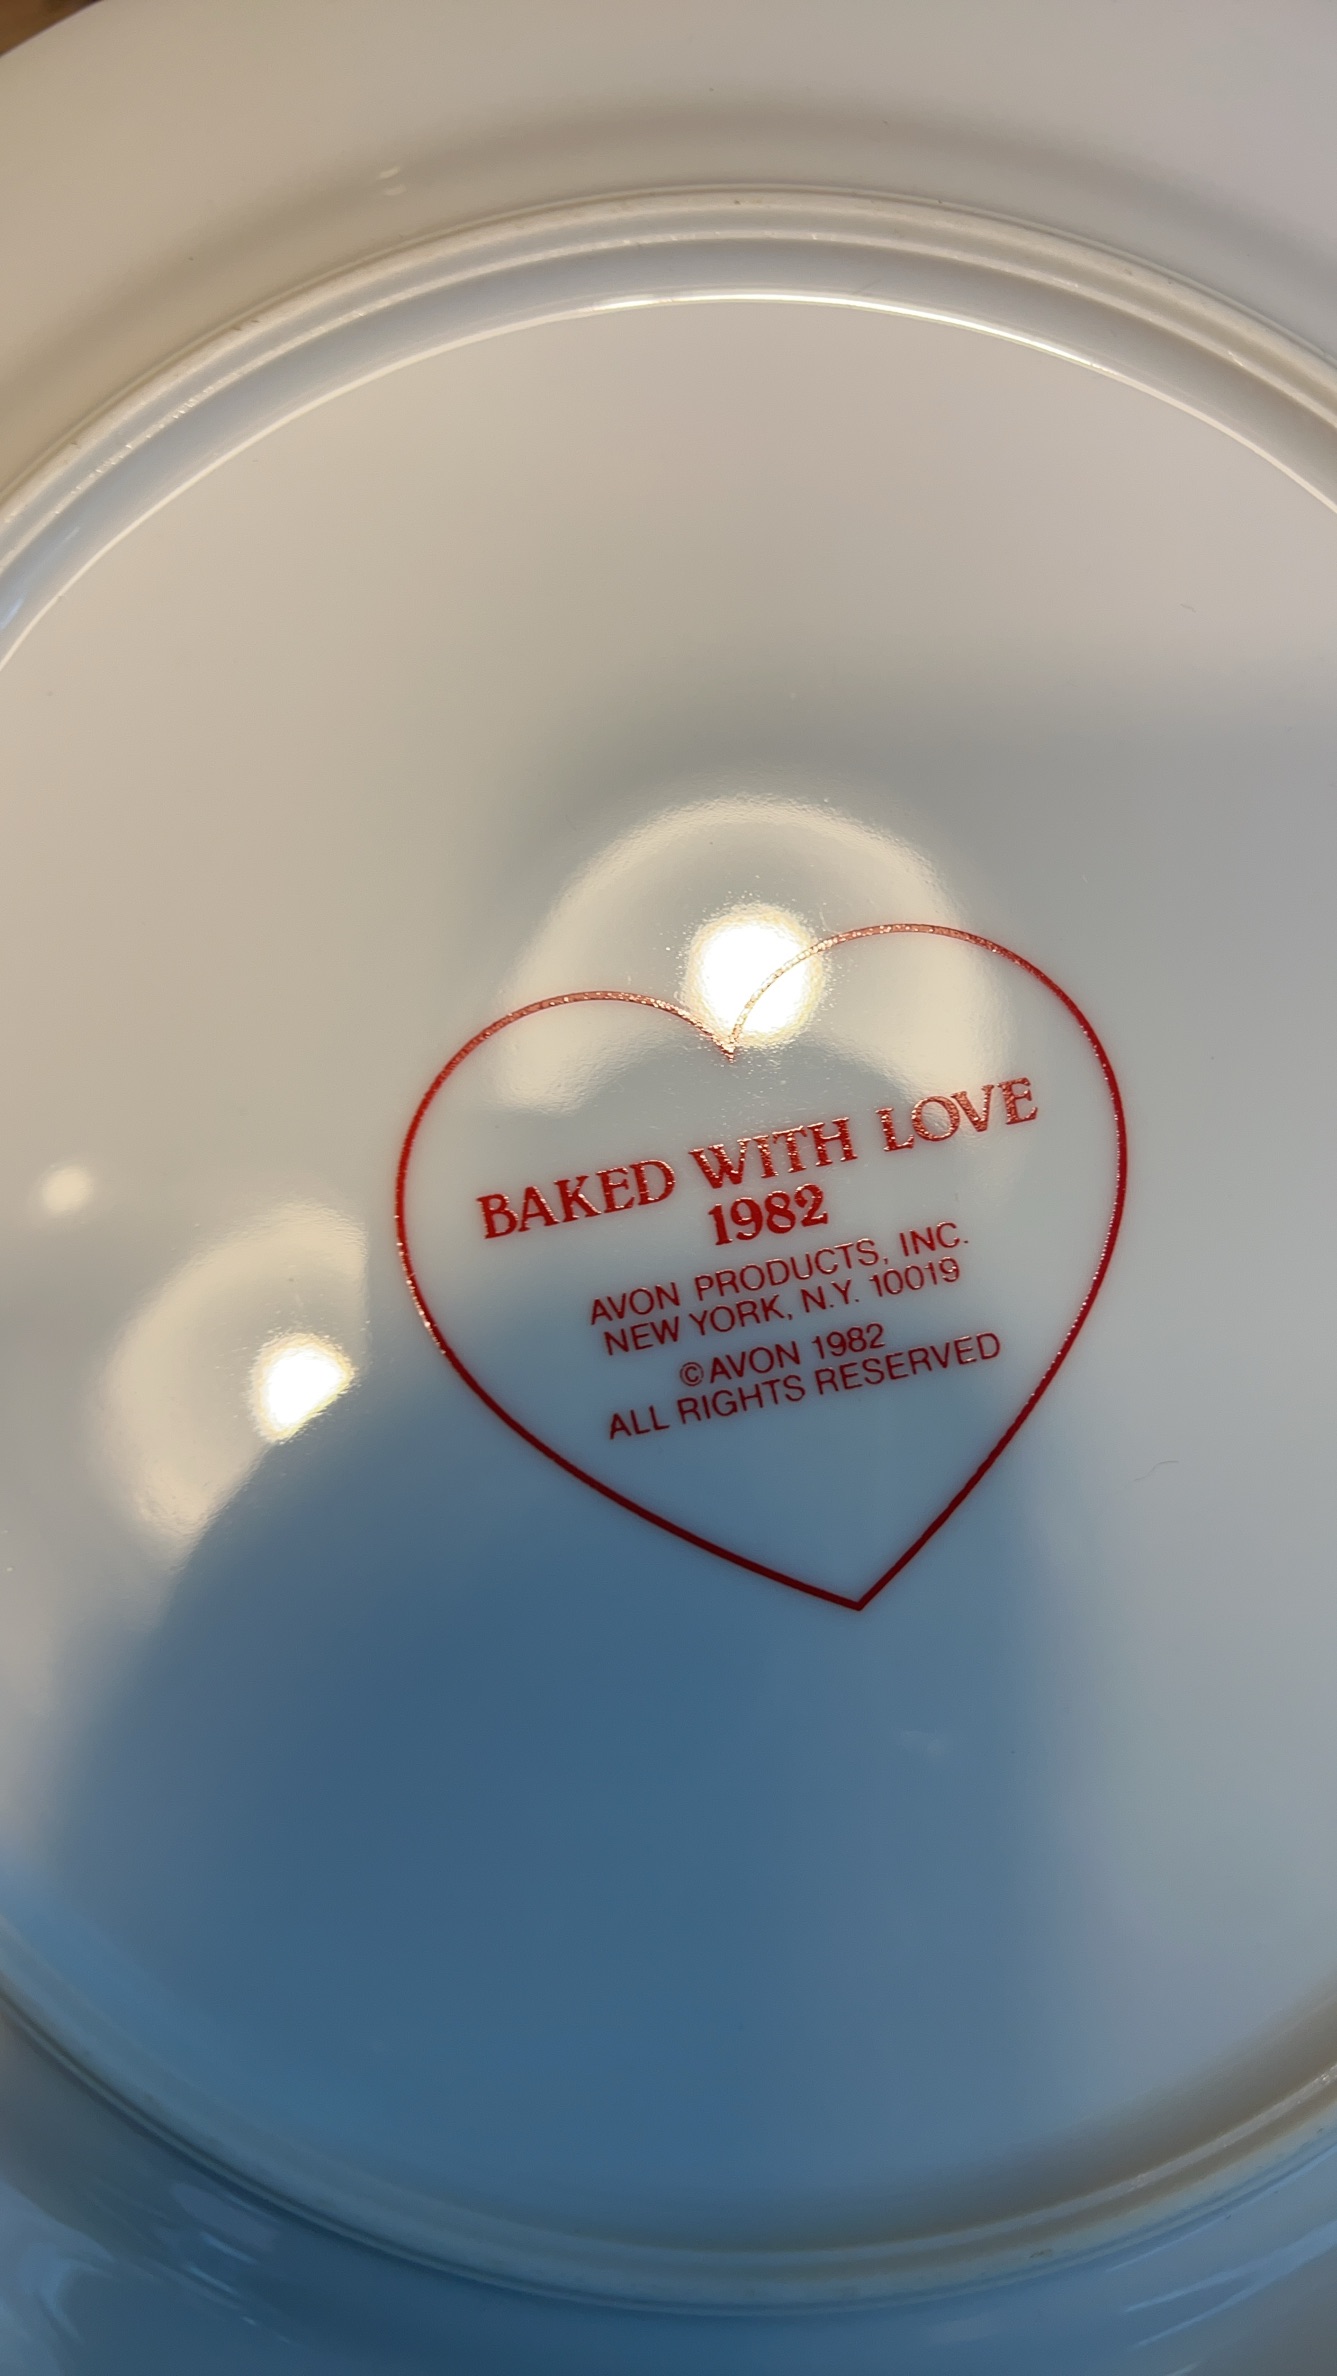 BAKED WITH LOVE
1982
AVON PRODUCTS, INC.
NEW YORK, N.Y. 10019
©AVON 1982
ALL RIGHTS RESERVED